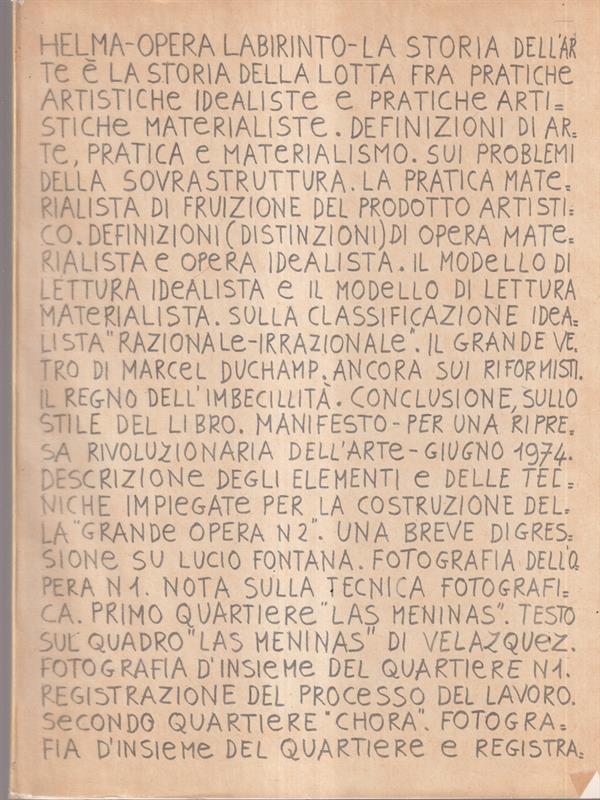 HELMA-OPERA LABIRINTO-LA STORIA DELL'AR
Te È LA STORIA DELLA LOTTA FRA PRATICHE
ARTISTICHE IDeALISTe e PRATICHE ARTI=
STICHe MATERIALISTe. DEFINIZIONI DI AR=
Te, PRATICA e MATERIALISMO. SUI PROBLEMI
DELLA SOVRASTRUTTURA. LA PRATICA MATe=
RIALISTA DI FRUIZIONE DEL PRODOTTO ARTISTI=
CO. DEFINIZIONI (DISTINZIONI) DI OPERA MATe=
RIALISTA e OPERA IDeALISTA. IL MODeLLO DI
LETTURA IDeALISTA e IL MODELLO DI LETTURA
MATeRIALISTA. SULLA CLASSIFICAZIONE IDeA=
LISTA "RAZIONALe-IRRAZIONALe". IL GRANDE VE=
TRO DI MARCeL DUCHAMP. ANCORA SUI RIFORMISTI.
IL REGNO DELL'IMBECILLITÀ. CONCLUSIONE, SULLO
STILE DEL LIBRO. MANIFESTO-PER UNA RIPRE=
SA RIVOLUZIONARIA DELL'ARTe-GIUGNO 1974.
DESCRIZIONE DEGLI ELEMENTI e DELLE TEC=
NICHE IMPIEGATE PER LA COSTRUZIONE DEL=
LA "GRANDE OPERA N2". UNA BREVE DIGRES=
SIONE SU LUCIO FONTANA. FOTOGRAFIA DELL'O=
PERA N1. NOTA SULLA TECNICA FOTOGRAFI=
CA. PRIMO QUARTIERE "LAS MENINAS". TESTO
SUL QUADRO "LAS MENINAS" DI VELAZQUEZ.
FOTOGRAFIA D'INSIEME DEL QUARTIERE N1.
REGISTRAZIONE DEL PROCESSO DEL LAVORO.
SeCONDO QUARTIERE "CHORA". FOTOGRA=
FIA D'INSIEME DEL QUARTIERE e REGISTRA=